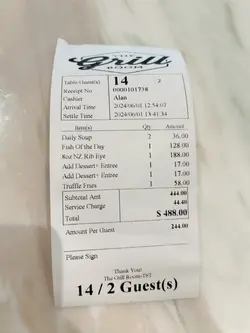 THE
Grill
ROOM
Table/Guest(s) 14 2
Receipt No 0000101738
Cashier Alan
Arrival Time 2024/06/01 12:54:02
Settle Time 2024/06/01 13:41:34
Item(s) Qty Amount
Daily Soup 2 36.00
Fish Of the Day 1 128.00
8oz NZ Rib Eye 1 188.00
Add Dessert+ Entree 1 17.00
Add Dessert+ Entree 1 17.00
Truffle Fries 1 58.00
Subtotal Amt 444.00
Service Charge 44.40
Total $ 488.00
Amount Per Guest 244.00
Please Sign
Thank You!
The Grill Room-TST
14 / 2 Guest(s)